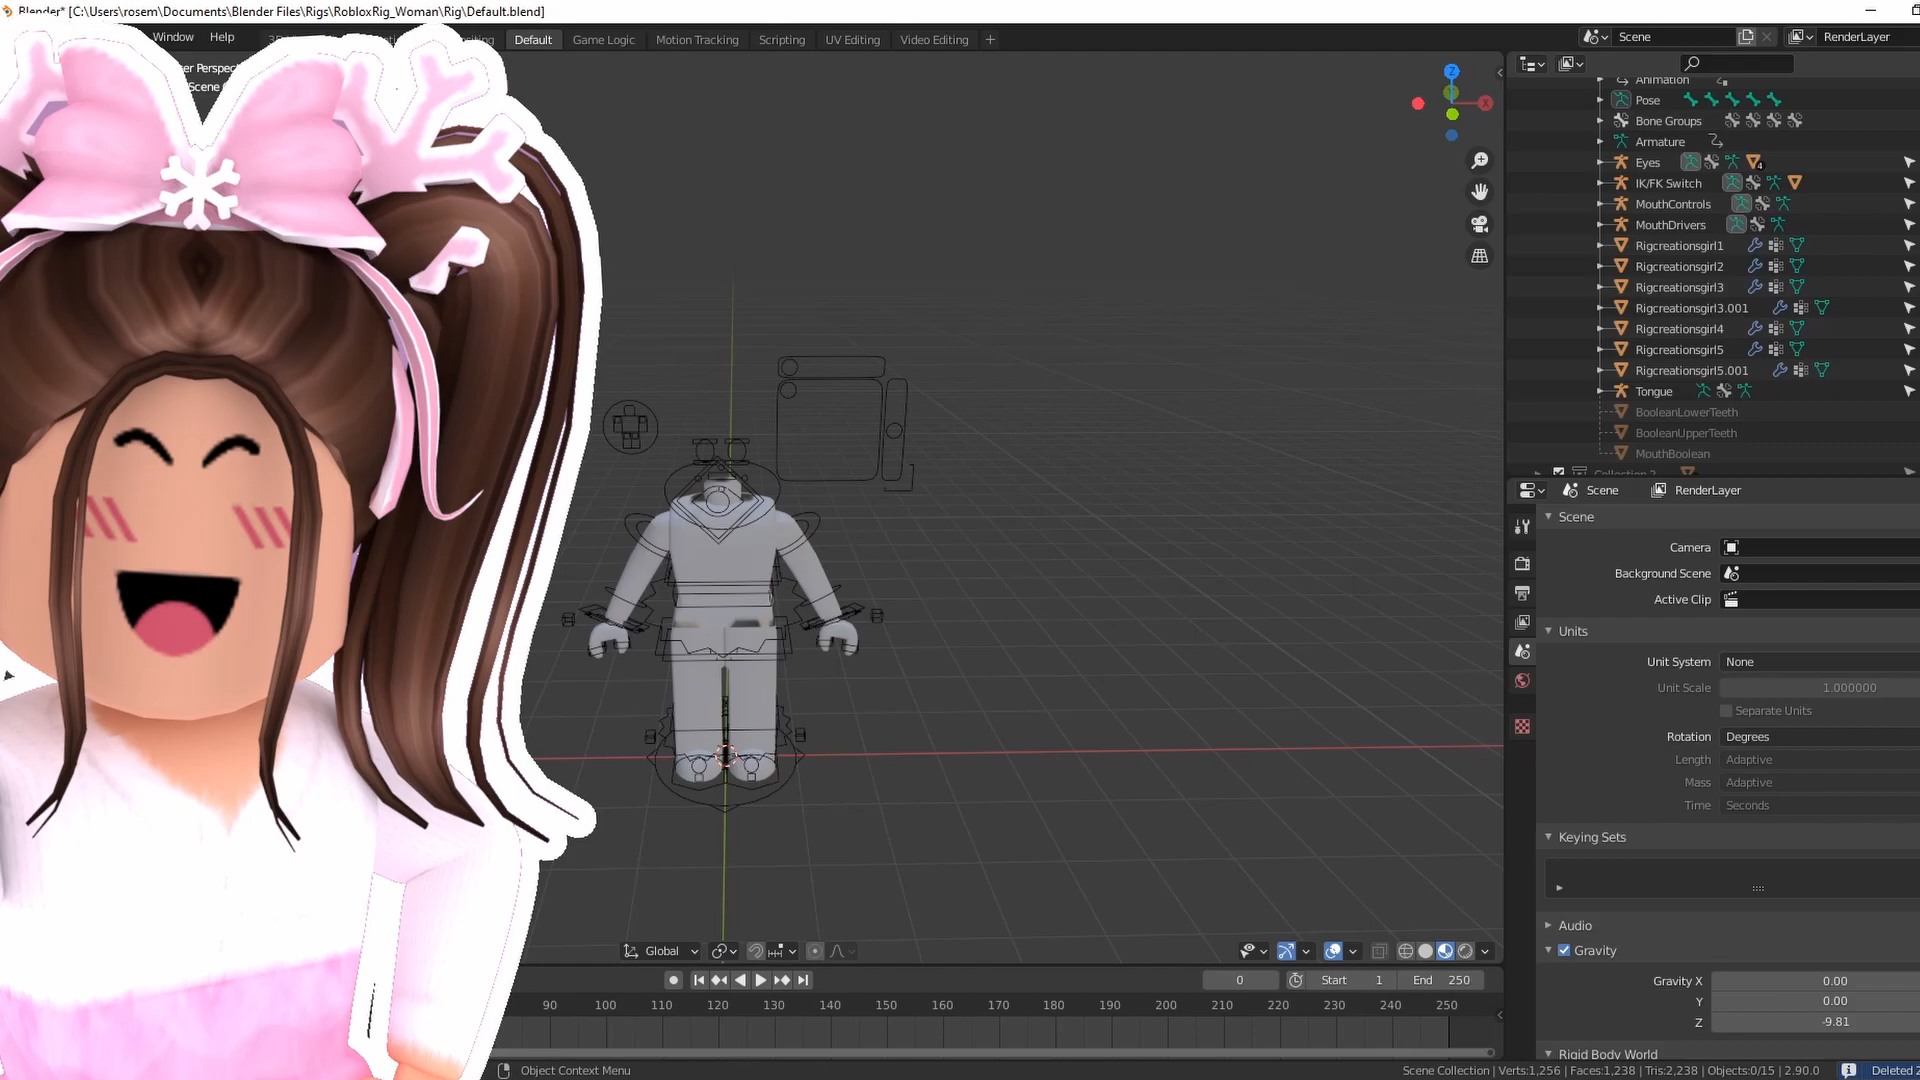 Blender* [C:\Users\rosem\Documents\Blender Files\Rigs\RobloxRig_Woman\Rig\Default.blend]
Window Help Default Game Logic Motion Tracking Scripting UV Editing Video Editing +
Scene RenderLayer
er Perspec
Scene
Animation
Pose
Bone Groups
Armature
Eyes 4
IK/FK Switch
MouthControls
MouthDrivers
Rigcreationsgirl1
Rigcreationsgirl2
Rigcreationsgirl3
Rigcreationsgirl3.001
Rigcreationsgirl4
Rigcreationsgirl5
Rigcreationsgirl5.001
Tongue
BooleanLowerTeeth
BooleanUpperTeeth
MouthBoolean
Collection 2
Z
X
Scene RenderLayer
Scene
Camera
Background Scene
Active Clip
Units
Unit System None
Unit Scale 1.000000
Separate Units
Rotation Degrees
Length Adaptive
Mass Adaptive
Time Seconds
Keying Sets
Audio
Gravity
Gravity X 0.00
Y 0.00
Z -9.81
Rigid Body World
Global
0 Start 1 End 250
90 100 110 120 130 140 150 160 170 180 190 200 210 220 230 240 250
Object Context Menu
Scene Collection | Verts:1,256 | Faces:1,238 | Tris:2,238 | Objects:0/15 | 2.90.0
Deleted 2